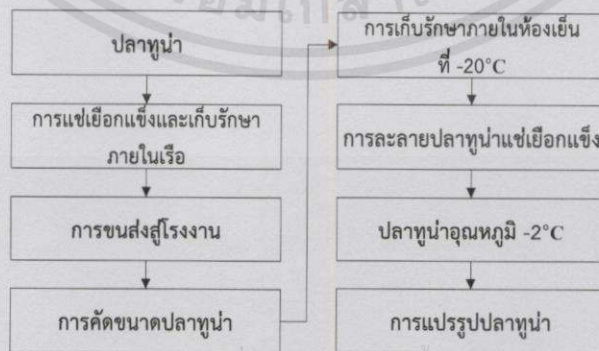 ปลาทูน่า
การแช่เยือกแข็งและเก็บรักษา
ภายในเรือ
การขนส่งสู่โรงงาน
การคัดขนาดปลาทูน่า
การเก็บรักษาภายในห้องเย็น
ที่ -20°C
การละลายปลาทูน่าแช่เยือกแข็ง
ปลาทูน่าอุณหภูมิ -2°C
การแปรรูปปลาทูน่า